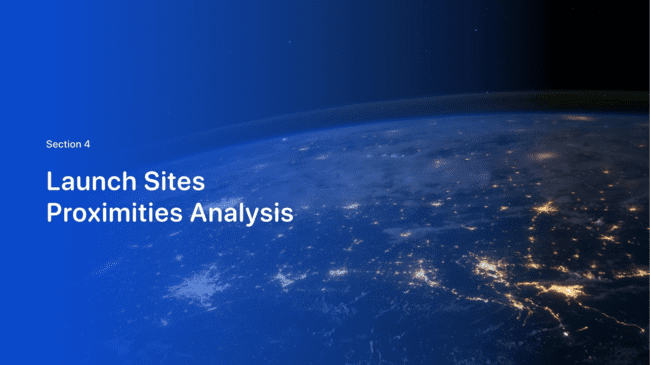 Section 4
Launch Sites
Proximities Analysis